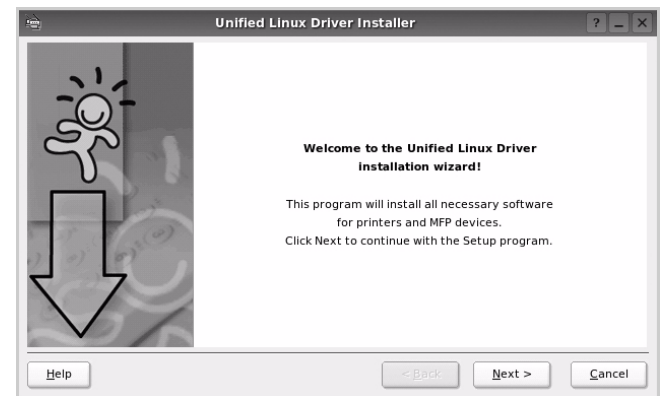 Unified Linux Driver Installer
Welcome to the Unified Linux Driver
installation wizard!
This program will install all necessary software
for printers and MFP devices.
Click Next to continue with the Setup program.
Help
< Back
Next >
Cancel